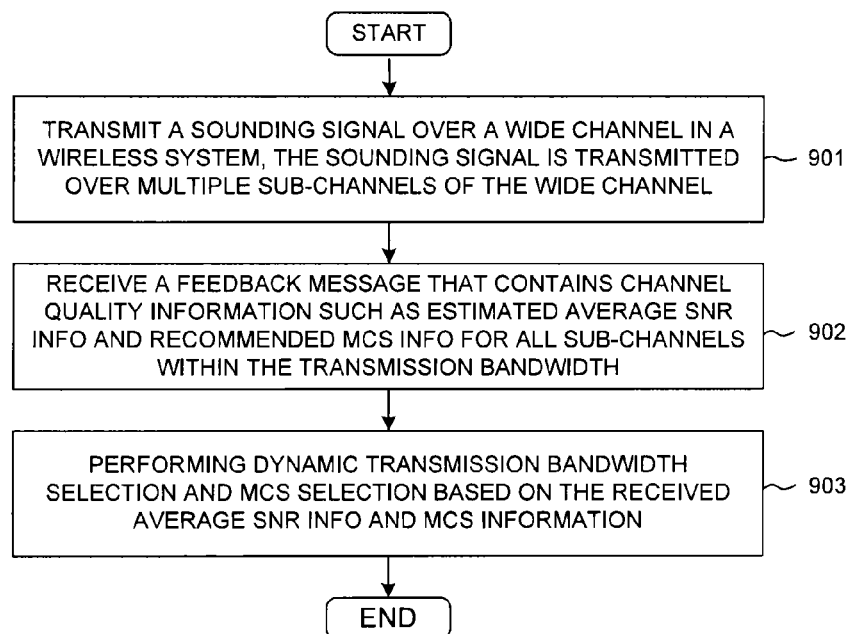 START
TRANSMIT A SOUNDING SIGNAL OVER A WIDE CHANNEL IN A
WIRELESS SYSTEM, THE SOUNDING SIGNAL IS TRANSMITTED
OVER MULTIPLE SUB-CHANNELS OF THE WIDE CHANNEL
901
RECEIVE A FEEDBACK MESSAGE THAT CONTAINS CHANNEL
QUALITY INFORMATION SUCH AS ESTIMATED AVERAGE SNR
INFO AND RECOMMENDED MCS INFO FOR ALL SUB-CHANNELS
WITHIN THE TRANSMISSION BANDWIDTH
902
PERFORMING DYNAMIC TRANSMISSION BANDWIDTH
SELECTION AND MCS SELECTION BASED ON THE RECEIVED
AVERAGE SNR INFO AND MCS INFORMATION
903
END